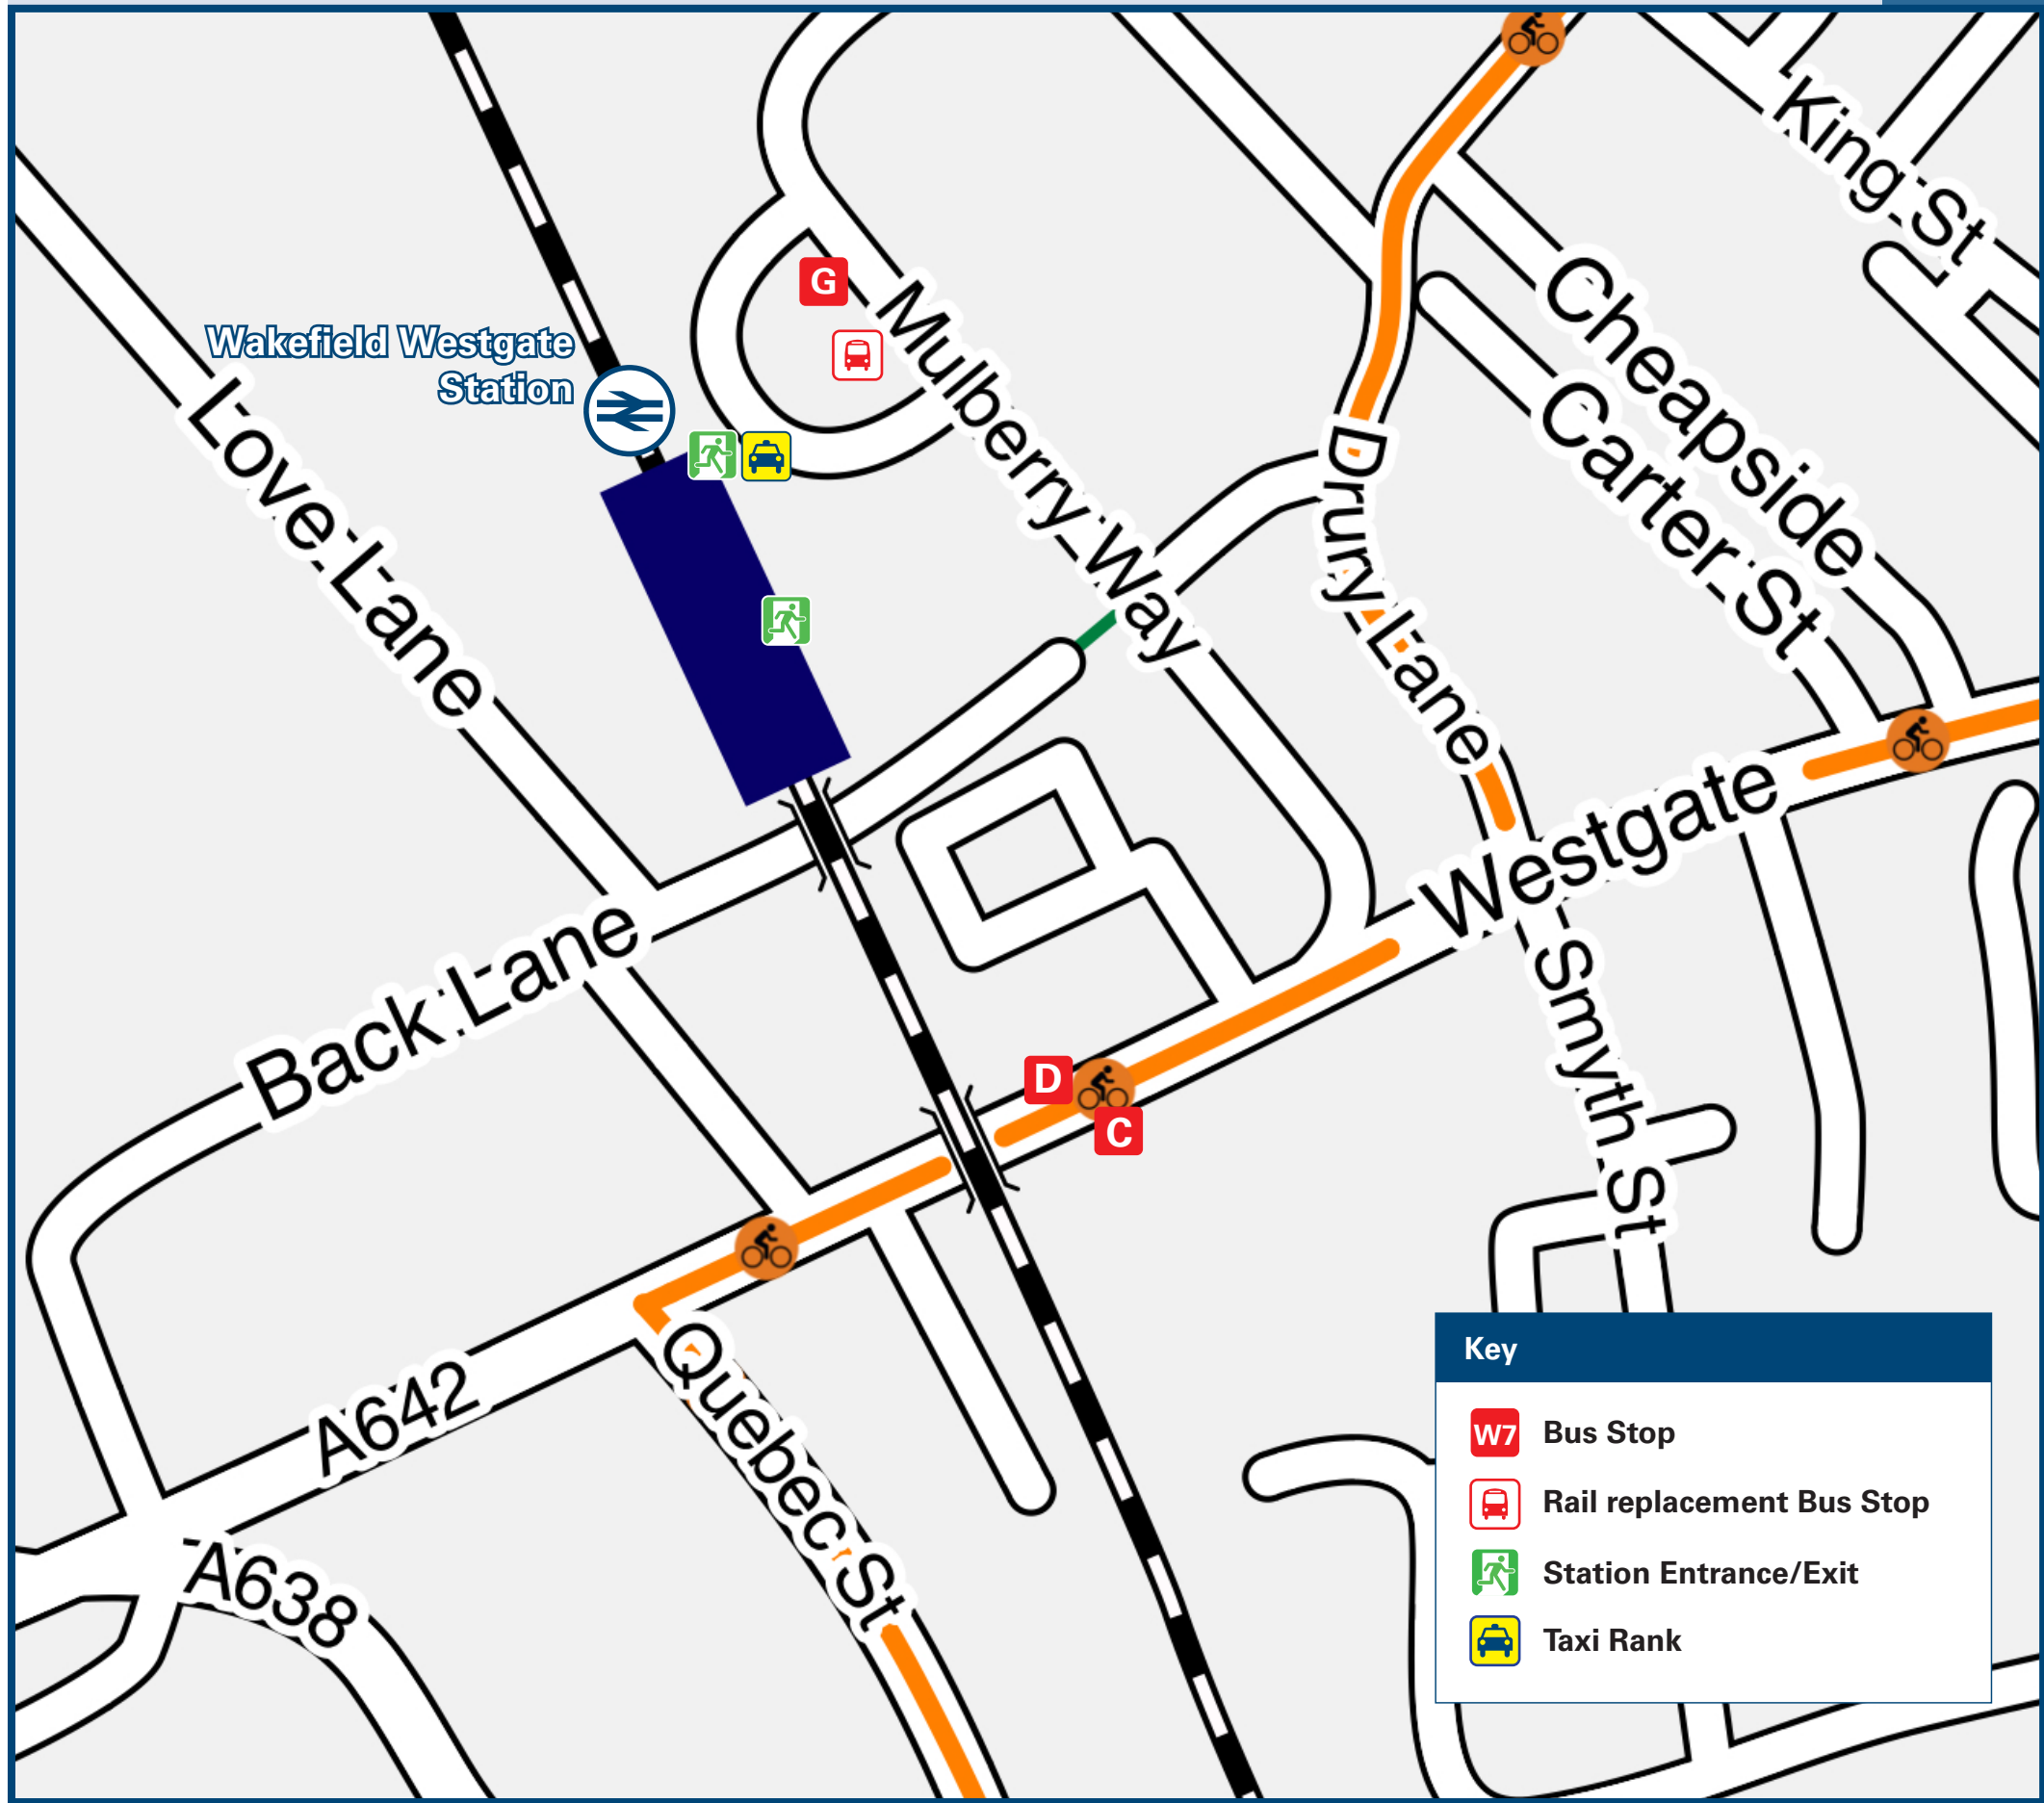 King St
G
Mulberry Way
Cheapside
Wakefield Westgate
Station
Carter St
Love Lane
Drury Lane
Westgate
Back Lane
Smyth St
D
C
A642
Quebec St
A638
Key
W7 Bus Stop
Rail replacement Bus Stop
Station Entrance/Exit
Taxi Rank